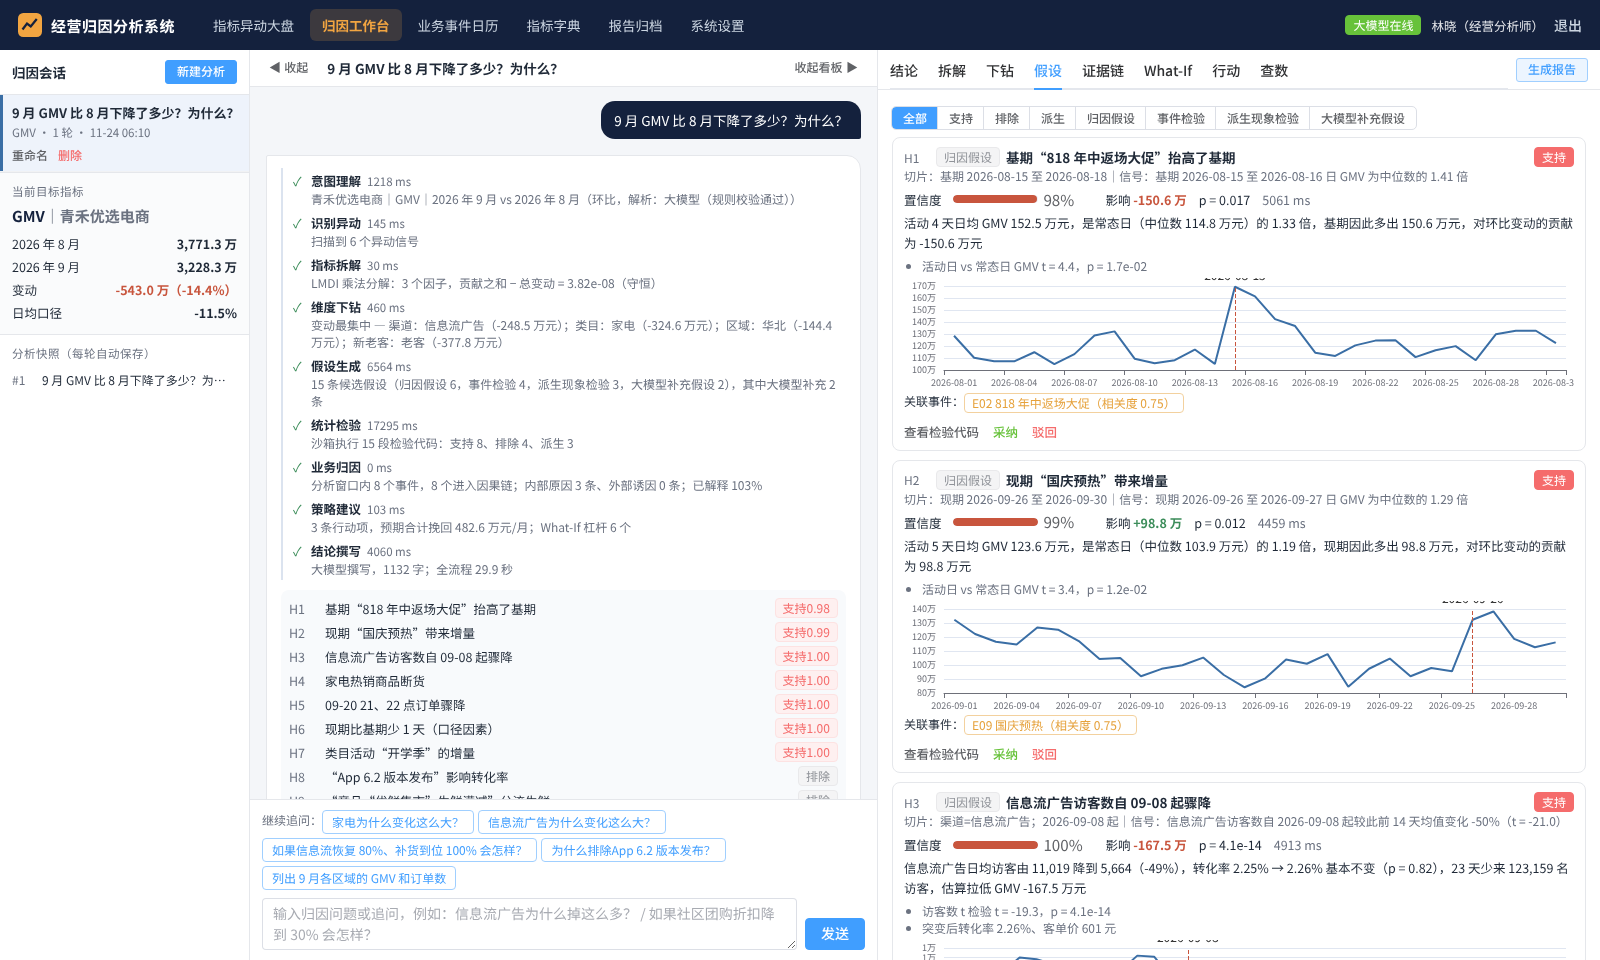 经营归因分析系统 指标异动大盘 归因工作台 业务事件日历 指标字典 报告归档 系统设置 大模型在线 林晓（经营分析师） 退出
归因会话 新建分析
9 月 GMV 比 8 月下降了多少？为什么？
GMV · 1 轮 · 11-24 06:10
重命名 删除
当前目标指标
GMV | 青禾优选电商
2026 年 8 月 3,771.3 万
2026 年 9 月 3,228.3 万
变动 -543.0 万（-14.4%）
日均口径 -11.5%
分析快照（每轮自动保存）
#1 9 月 GMV 比 8 月下降了多少？为…
◀ 收起 9 月 GMV 比 8 月下降了多少？为什么？ 收起看板 ▶
9 月 GMV 比 8 月下降了多少？为什么？
✓ 意图理解 1218 ms
青禾优选电商｜GMV｜2026 年 9 月 vs 2026 年 8 月（环比，解析：大模型（规则校验通过））
✓ 识别异动 145 ms
扫描到 6 个异动信号
✓ 指标拆解 30 ms
LMDI 乘法分解：3 个因子，贡献之和 − 总变动 = 3.82e-08（守恒）
✓ 维度下钻 460 ms
变动最集中 — 渠道：信息流广告（-248.5 万元）；类目：家电（-324.6 万元）；区域：华北（-144.4
万元）；新老客：老客（-377.8 万元）
✓ 假设生成 6564 ms
15 条候选假设（归因假设 6，事件检验 4，派生现象检验 3，大模型补充假设 2），其中大模型补充 2
条
✓ 统计检验 17295 ms
沙箱执行 15 段检验代码：支持 8、排除 4、派生 3
✓ 业务归因 0 ms
分析窗口内 8 个事件，8 个进入因果链；内部原因 3 条、外部诱因 0 条；已解释 103%
✓ 策略建议 103 ms
3 条行动项，预期合计挽回 482.6 万元/月；What-If 杠杆 6 个
✓ 结论撰写 4060 ms
大模型撰写，1132 字；全流程 29.9 秒
H1 基期“818 年中返场大促”抬高了基期 支持0.98
H2 现期“国庆预热”带来增量 支持0.99
H3 信息流广告访客数自 09-08 起骤降 支持1.00
H4 家电热销商品断货 支持1.00
H5 09-20 21、22 点订单骤降 支持1.00
H6 现期比基期少 1 天（口径因素） 支持1.00
H7 类目活动“开学季”的增量 支持1.00
H8 “App 6.2 版本发布”影响转化率 排除
继续追问： 家电为什么变化这么大？ 信息流广告为什么变化这么大？
如果信息流恢复 80%、补货到位 100% 会怎样？ 为什么排除App 6.2 版本发布？
列出 9 月各区域的 GMV 和订单数
输入归因问题或追问，例如：信息流广告为什么掉这么多？ / 如果社区团购折扣降
到 30% 会怎样？
发送
结论 拆解 下钻 假设 证据链 What-If 行动 查数 生成报告
全部 支持 排除 派生 归因假设 事件检验 派生现象检验 大模型补充假设
H1 归因假设 基期“818 年中返场大促”抬高了基期 支持
切片：基期 2026-08-15 至 2026-08-18｜信号：基期 2026-08-15 至 2026-08-16 日 GMV 为中位数的 1.41 倍
置信度 98% 影响 -150.6 万 p = 0.017 5061 ms
活动 4 天日均 GMV 152.5 万元，是常态日（中位数 114.8 万元）的 1.33 倍，基期因此多出 150.6 万元，对环比变动的贡献
为 -150.6 万元
活动日 vs 常态日 GMV t = 4.4，p = 1.7e-02
170万
160万
150万
140万
130万
120万
110万
100万
2026-08-01 2026-08-04 2026-08-07 2026-08-10 2026-08-13 2026-08-16 2026-08-19 2026-08-22 2026-08-25 2026-08-28 2026-08-3
关联事件： E02 818 年中返场大促（相关度 0.75）
查看检验代码 采纳 驳回
H2 归因假设 现期“国庆预热”带来增量 支持
切片：现期 2026-09-26 至 2026-09-30｜信号：现期 2026-09-26 至 2026-09-27 日 GMV 为中位数的 1.29 倍
置信度 99% 影响 +98.8 万 p = 0.012 4459 ms
活动 5 天日均 GMV 123.6 万元，是常态日（中位数 103.9 万元）的 1.19 倍，现期因此多出 98.8 万元，对环比变动的贡献
为 98.8 万元
活动日 vs 常态日 GMV t = 3.4，p = 1.2e-02
140万
130万
120万
110万
100万
90万
80万
2026-09-01 2026-09-04 2026-09-07 2026-09-10 2026-09-13 2026-09-16 2026-09-19 2026-09-22 2026-09-25 2026-09-28
关联事件： E09 国庆预热（相关度 0.75）
查看检验代码 采纳 驳回
H3 归因假设 信息流广告访客数自 09-08 起骤降 支持
切片：渠道=信息流广告；2026-09-08 起｜信号：信息流广告访客数自 2026-09-08 起较此前 14 天均值变化 -50%（t = -21.0）
置信度 100% 影响 -167.5 万 p = 4.1e-14 4913 ms
信息流广告日均访客由 11,019 降到 5,664（-49%），转化率 2.25% → 2.26% 基本不变（p = 0.82），23 天少来 123,159 名
访客，估算拉低 GMV -167.5 万元
访客数 t 检验 t = -19.3，p = 4.1e-14
突变后转化率 2.26%、客单价 601 元
1万
1万